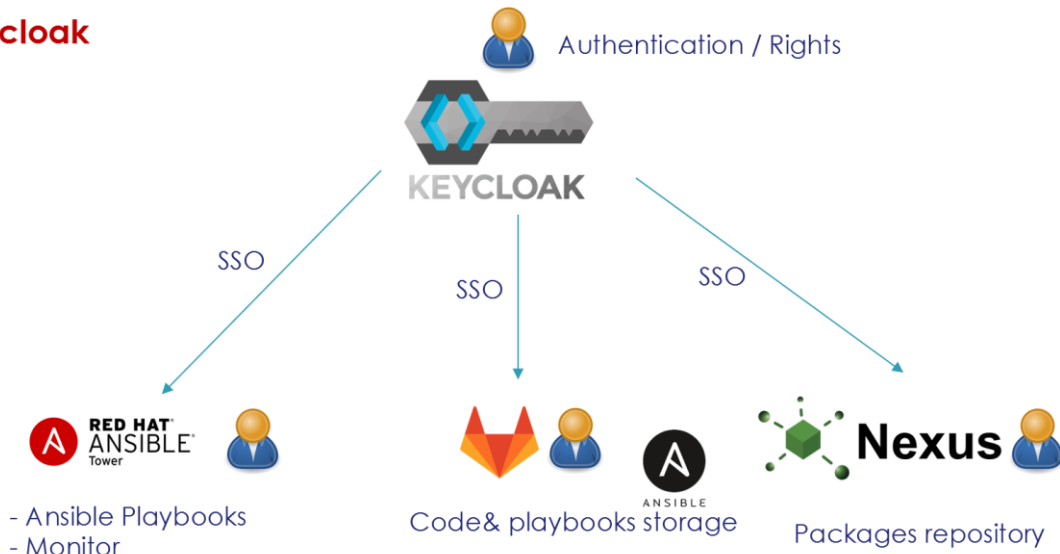 cloak
Authentication / Rights
KEYCLOAK
SSO
SSO
SSO
RED HAT®
ANSIBLE®
Tower
ANSIBLE
Nexus
- Ansible Playbooks
- Monitor
Code& playbooks storage
Packages repository